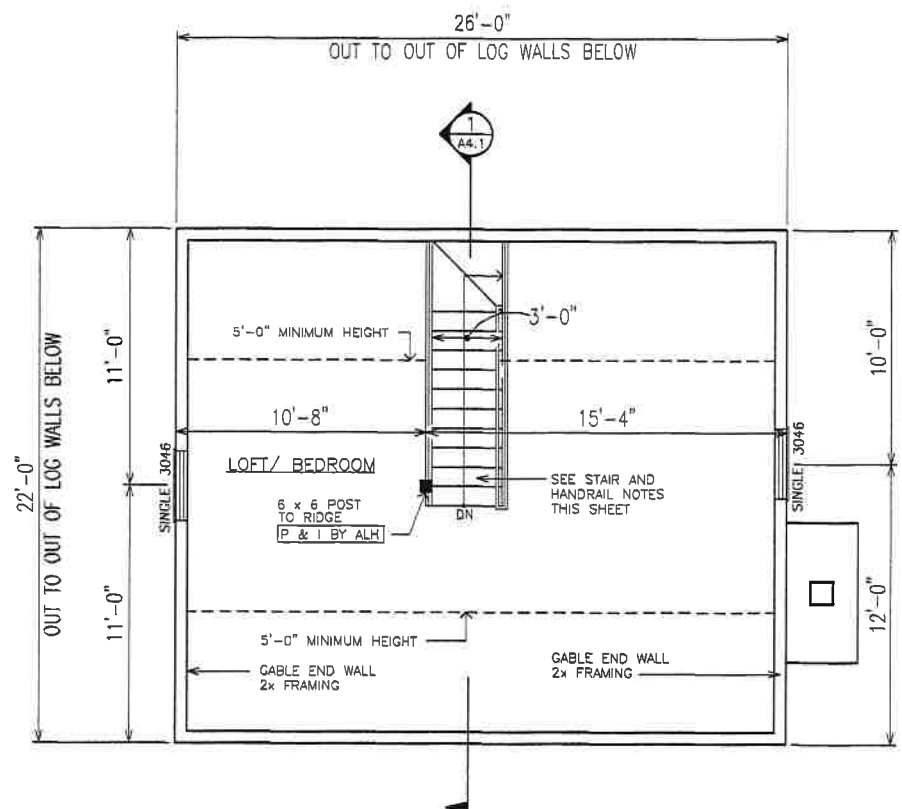 26'-0"
OUT TO OUT OF LOG WALLS BELOW
1
A4.1
5'-0" MINIMUM HEIGHT
3'-0"
11'-0"
10'-0"
10'-8"
15'-4"
22'-0"
OUT TO OUT OF LOG WALLS BELOW
SINGLE 3046
LOFT/ BEDROOM
6 x 6 POST
TO RIDGE
P & I BY ALH
DN
SEE STAIR AND
HANDRAIL NOTES
THIS SHEET
SINGLE 3046
11'-0"
12'-0"
5'-0" MINIMUM HEIGHT
GABLE END WALL
2x FRAMING
GABLE END WALL
2x FRAMING